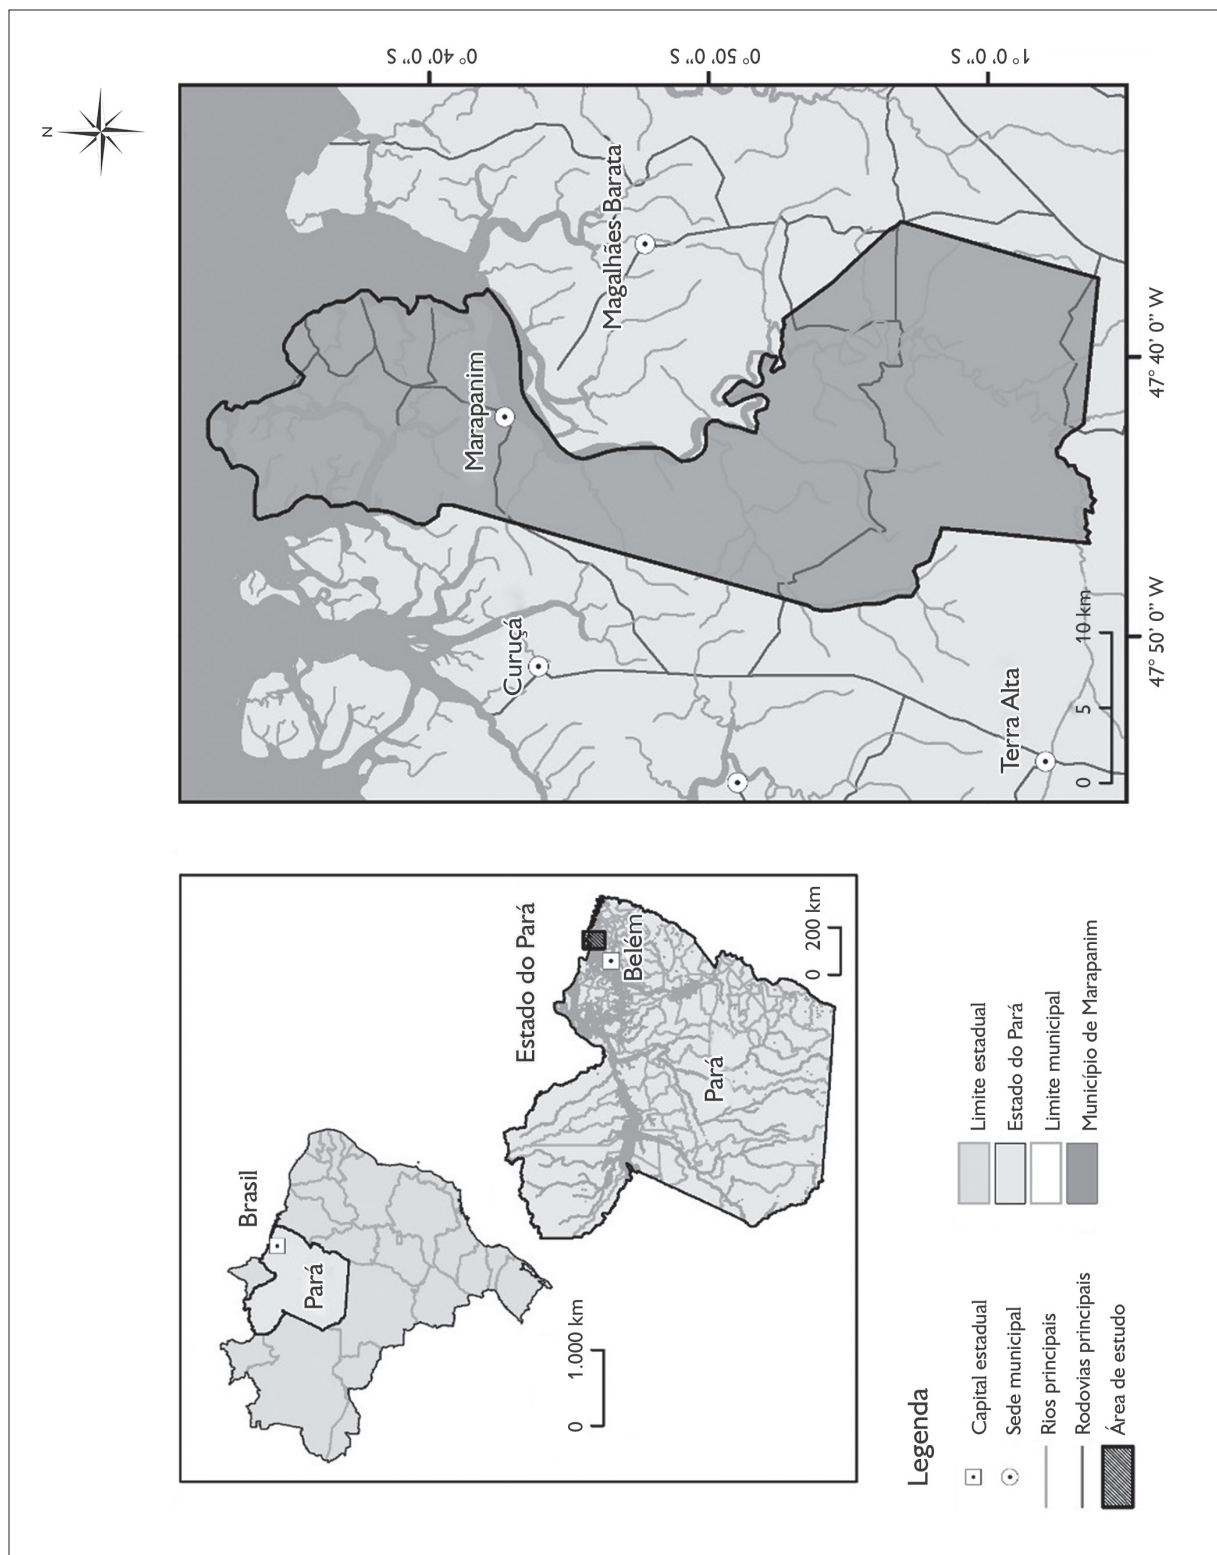 N
Brasil
Pará
0
1.000 km
Estado do Pará
Belém
Pará
0
200 km
Marapanim
Magalhães Barata
Curuçá
Terra Alta
0
5
10 km
0° 40' 0" S
0° 50' 0" S
1° 0' 0" S
47° 50' 0" W
47° 40' 0" W
Legenda
Capital estadual
Sede municipal
Rios principais
Rodovias principais
Área de estudo
Limite estadual
Estado do Pará
Limite municipal
Município de Marapanim